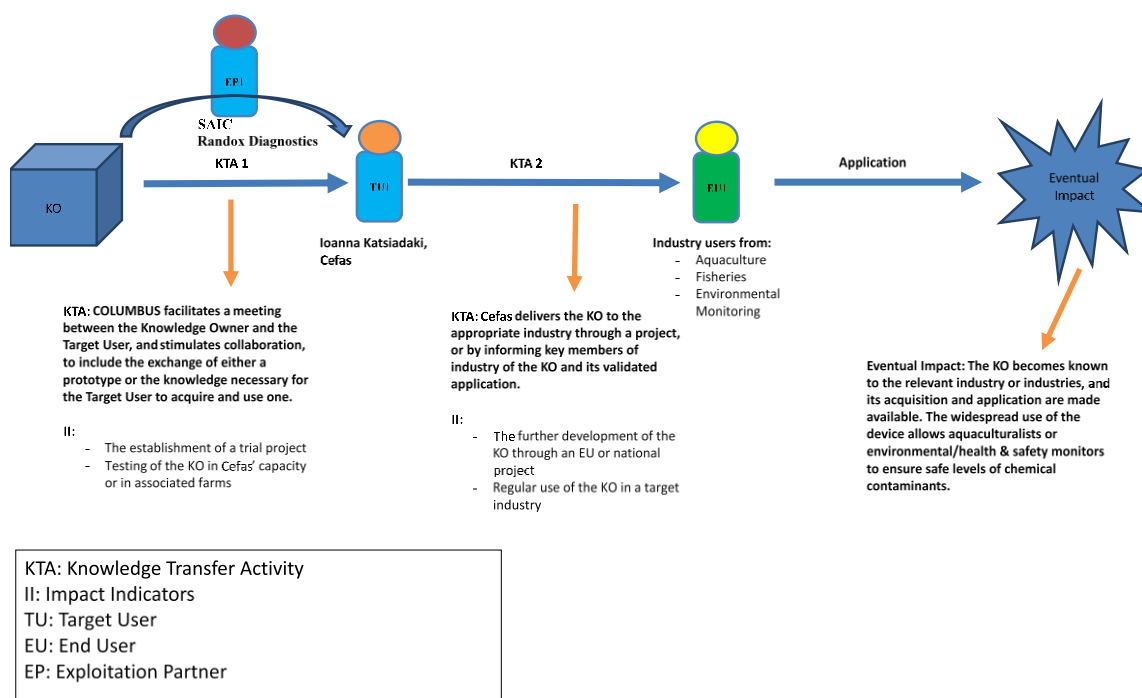 EP1
SAIC
Randox Diagnostics
KTA 1
KTA 2
Application
KO
TU1
EU1
Eventual
Impact
Ioanna Katsiadaki,
Cefas
Industry users from:
- Aquaculture
- Fisheries
- Environmental
Monitoring
KTA: COLUMBUS facilitates a meeting
between the Knowledge Owner and the
Target User, and stimulates collaboration,
to include the exchange of either a
prototype or the knowledge necessary for
the Target User to acquire and use one.
II:
- The establishment of a trial project
- Testing of the KO in Cefas' capacity
or in associated farms
KTA: Cefas delivers the KO to the
appropriate industry through a project,
or by informing key members of
industry of the KO and its validated
application.
II:
- The further development of the
KO through an EU or national
project
- Regular use of the KO in a target
industry
Eventual Impact: The KO becomes known
to the relevant industry or industries, and
its acquisition and application are made
available. The widespread use of the
device allows aquaculturalists or
environmental/health & safety monitors
to ensure safe levels of chemical
contaminants.
KTA: Knowledge Transfer Activity
II: Impact Indicators
TU: Target User
EU: End User
EP: Exploitation Partner